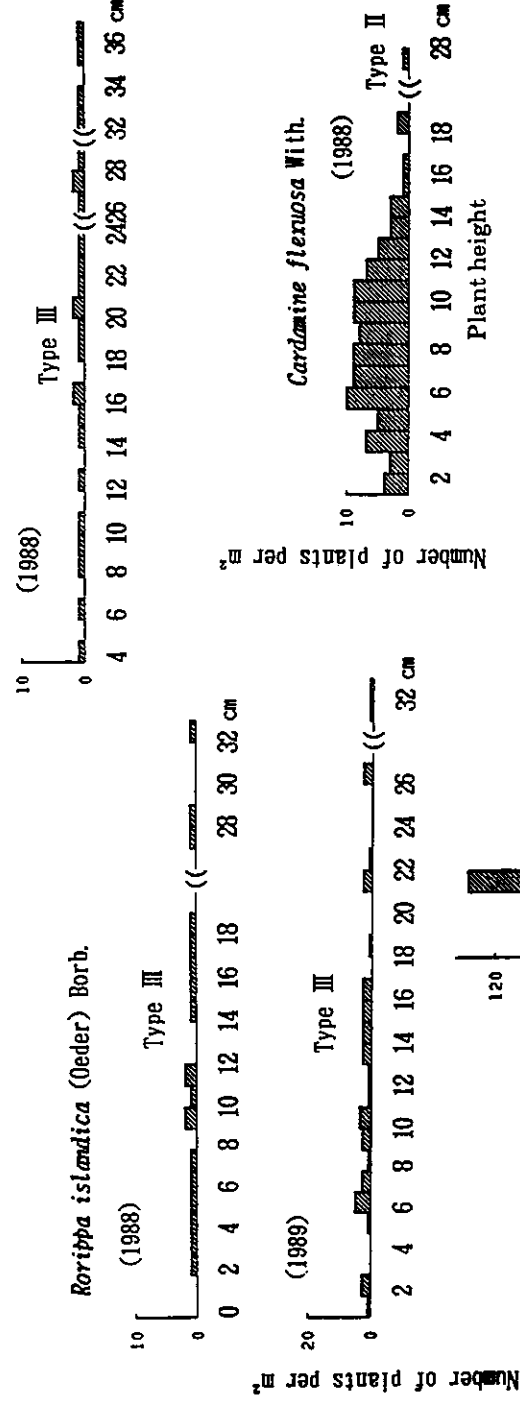 Rorippa islandica (Oeder) Borb.
10
(1988)
Type III
0
0 2 4 6 8 10 12 14 16 18 28 30 32 cm
20
(1989)
Type III
0
2 4 6 8 10 12 14 16 18 20 22 24 26 32 cm
Number of plants per m²
120
10
(1988)
Type III
0
4 6 8 10 12 14 16 18 20 22 24 26 28 32 34 36 cm
Cardamine flexuosa With.
(1988)
10
Type II
0
2 4 6 8 10 12 14 16 18 28 cm
Plant height
Number of plants per m²